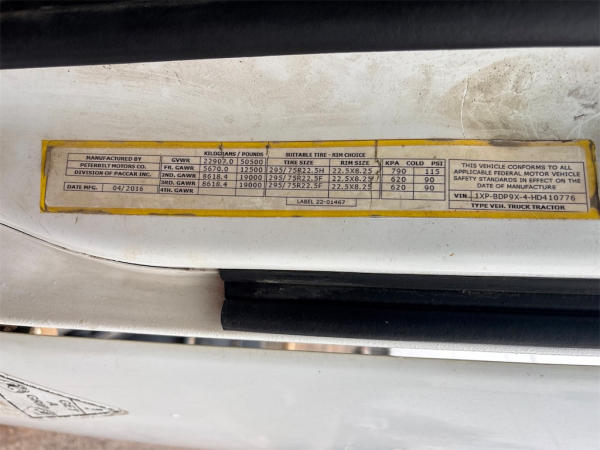 MANUFACTURED BY
PETERBILT MOTORS CO.
DIVISION OF PACCAR INC.
DATE MFG. 04/2016
KILOGRAMS / POUNDS
GVWR 22907.0 50500
FR. GAWR 5670.0 12500
2ND. GAWR 8618.4 19000
3RD. GAWR 8618.4 19000
4TH. GAWR
SUITABLE TIRE - RIM CHOICE
TIRE SIZE RIM SIZE
295/75R22.5H 22.5X8.25
295/75R22.5F 22.5X8.25
295/75R22.5F 22.5X8.25
LABEL 22-01467
KPA COLD PSI
790 115
620 90
620 90
THIS VEHICLE CONFORMS TO ALL
APPLICABLE FEDERAL MOTOR VEHICLE
SAFETY STANDARDS IN EFFECT ON THE
DATE OF MANUFACTURE
VIN 1XP-BDP9X-4-HD410776
TYPE VEH. TRUCK TRACTOR